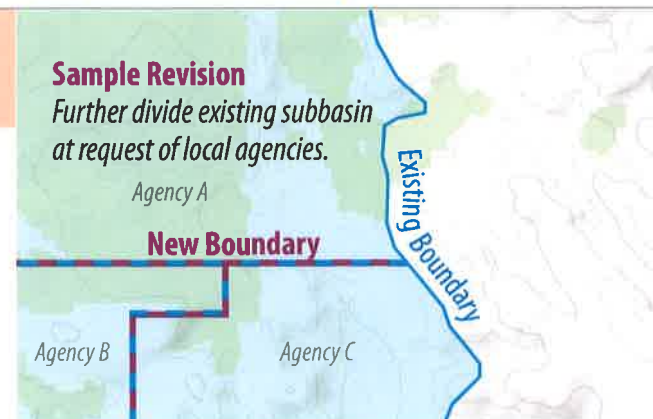 Sample Revision
Further divide existing subbasin
at request of local agencies.
Agency A
Existing Boundary
New Boundary
Agency B
Agency C